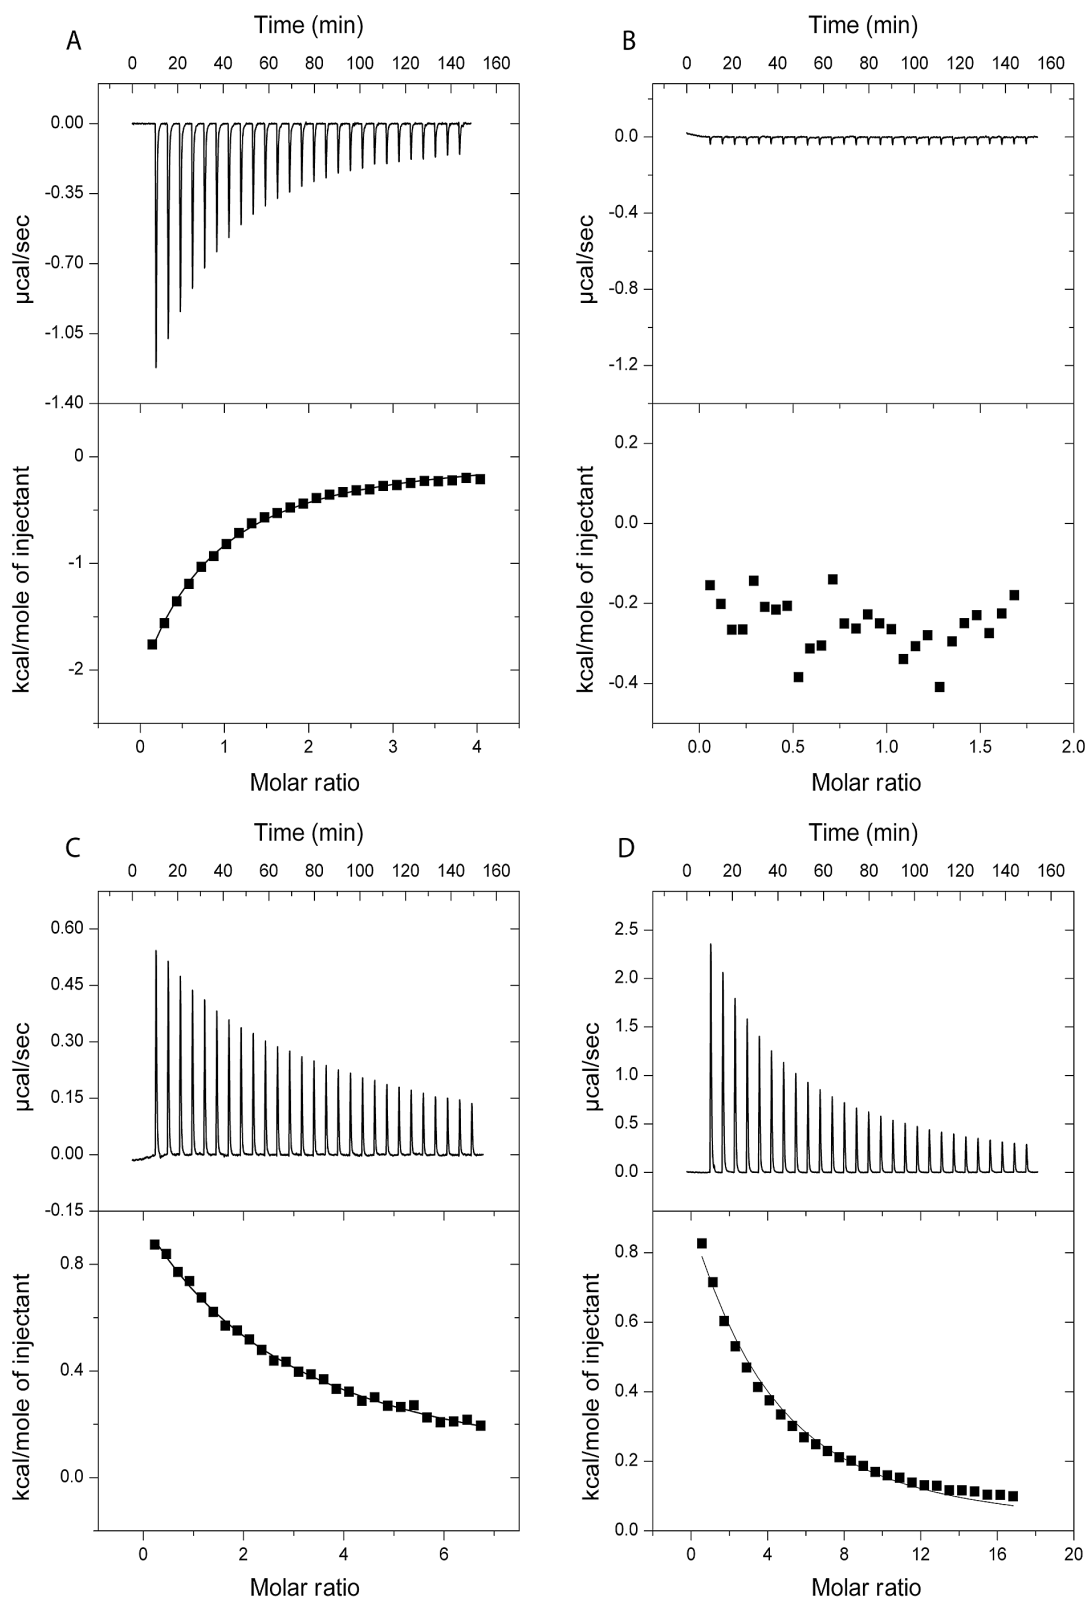 A
Time (min)
0 20 40 60 80 100 120 140 160
0.00
-0.35
-0.70
-1.05
-1.40
µcal/sec
0
-1
-2
kcal/mole of injectant
0 1 2 3 4
Molar ratio
B
Time (min)
0 20 40 60 80 100 120 140 160
0.0
-0.4
-0.8
-1.2
µcal/sec
0.2
0.0
-0.2
-0.4
kcal/mole of injectant
0.0 0.5 1.0 1.5 2.0
Molar ratio
C
Time (min)
0 20 40 60 80 100 120 140 160
0.60
0.45
0.30
0.15
0.00
-0.15
µcal/sec
0.8
0.4
0.0
kcal/mole of injectant
0 2 4 6
Molar ratio
D
Time (min)
0 20 40 60 80 100 120 140 160
2.5
2.0
1.5
1.0
0.5
0.0
µcal/sec
0.8
0.6
0.4
0.2
0.0
kcal/mole of injectant
0 4 8 12 16 20
Molar ratio